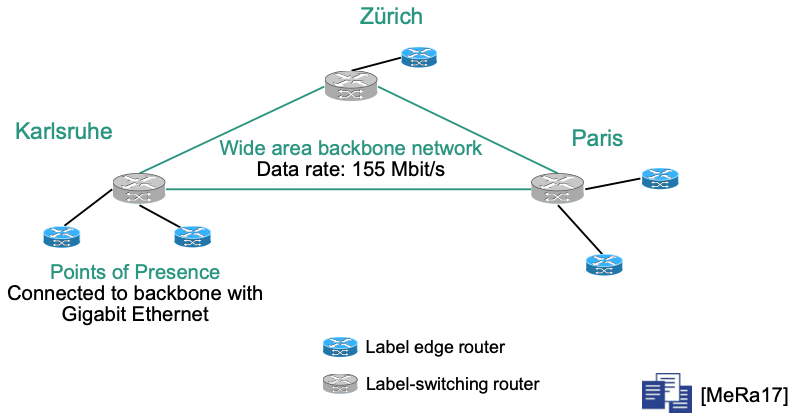 Zürich
Karlsruhe
Paris
Wide area backbone network
Data rate: 155 Mbit/s
Points of Presence
Connected to backbone with
Gigabit Ethernet
Label edge router
Label-switching router
[MeRa17]